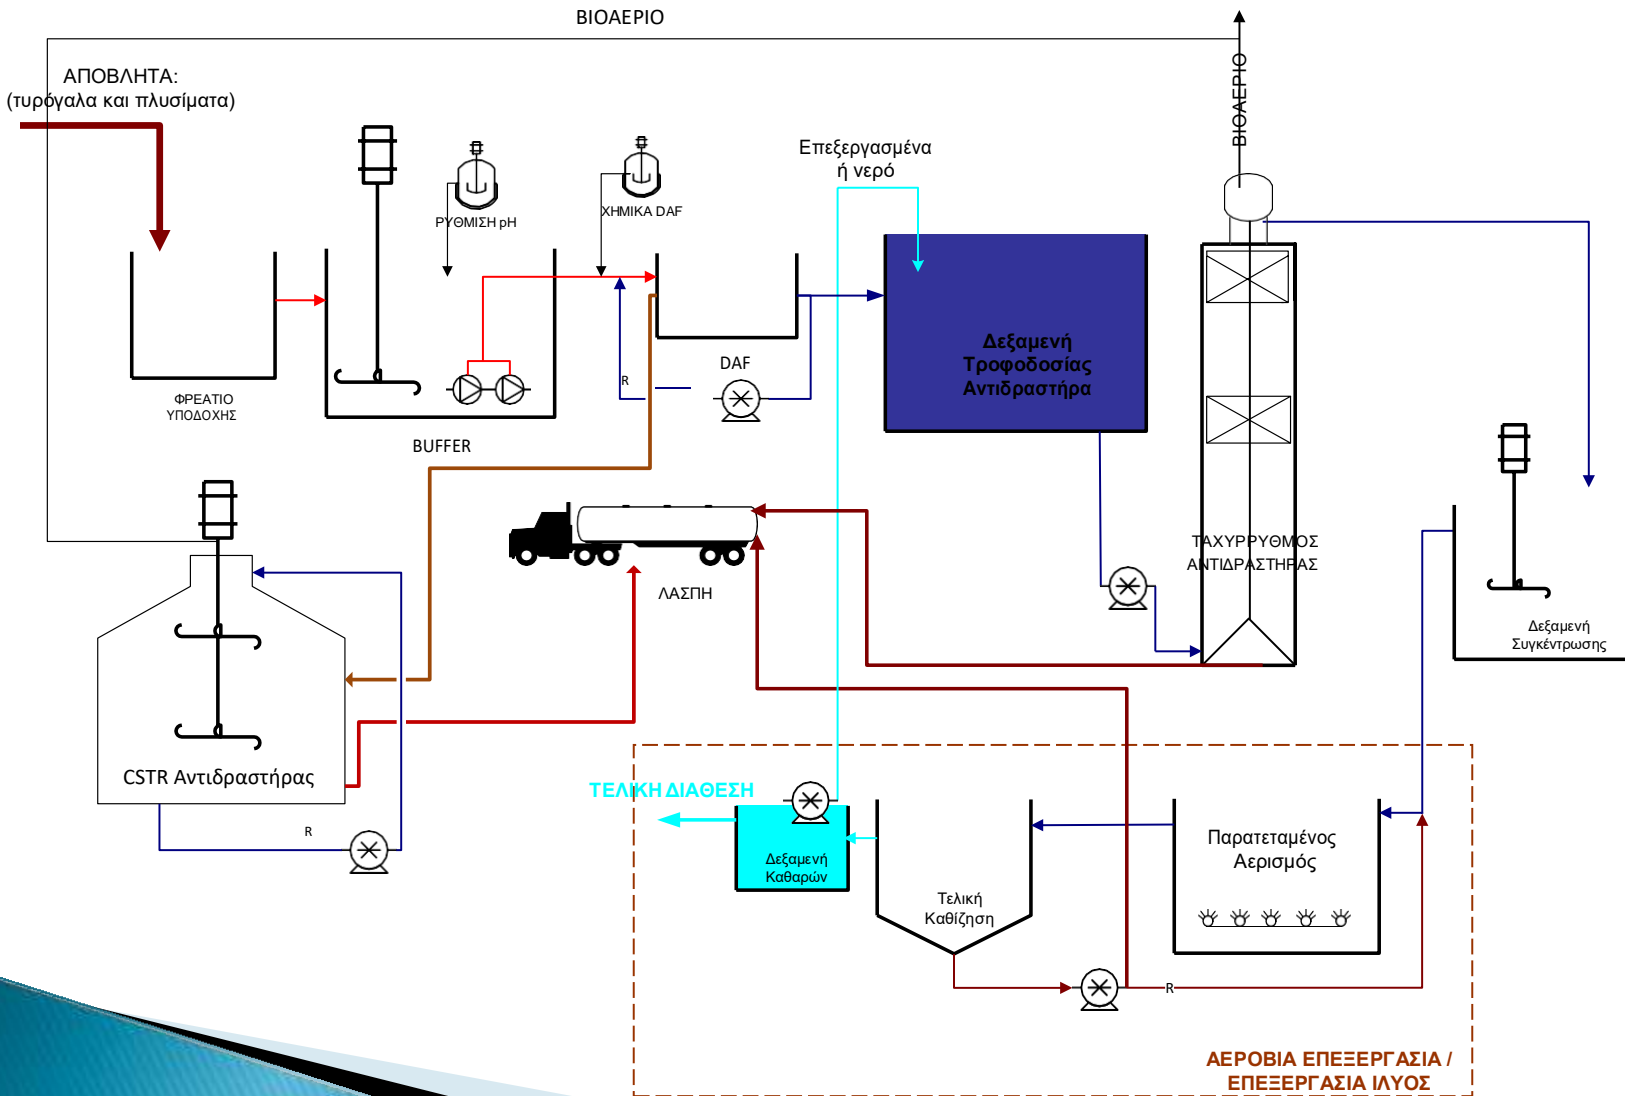 ΒΙΟΑΕΡΙΟ
ΒΙΟΑΕΡΙΟ
ΑΠΟΒΛΗΤΑ:
(τυρόγαλα και πλυσίματα)
Επεξεργασμένα
ή νερό
ΡΥΘΜΙΣΗ pH
ΧΗΜΙΚΑ DAF
Δεξαμενή
Τροφοδοσίας
Αντιδραστήρα
DAF
R
ΦΡΕΑΤΙΟ
ΥΠΟΔΟΧΗΣ
BUFFER
ΛΑΣΠΗ
ΤΑΧΥΡΡΥΘΜΟΣ
ΑΝΤΙΔΡΑΣΤΗΡΑΣ
Δεξαμενή
Συγκέντρωσης
CSTR Αντιδραστήρας
R
ΤΕΛΙΚΗ ΔΙΑΘΕΣΗ
Δεξαμενή
Καθαρών
Τελική
Καθίζηση
Παρατεταμένος
Αερισμός
R
ΑΕΡΟΒΙΑ ΕΠΕΞΕΡΓΑΣΙΑ /
ΕΠΕΞΕΡΓΑΣΙΑ ΙΛΥΟΣ